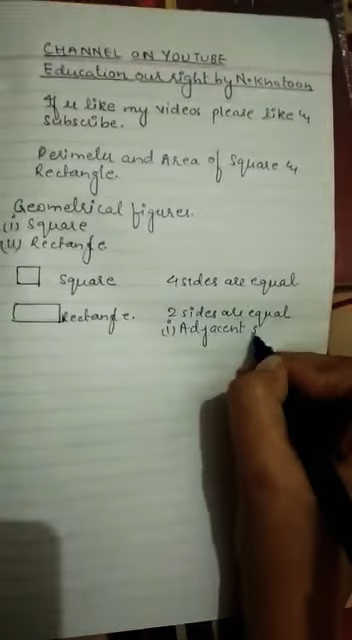 CHANNEL ON YOUTUBE
Education our right by N. Khatoon
If u like my videos please like &
Subscribe.
Perimeter and Area of Square &
Rectangle.
Geometrical figures.
(i) Square
(ii) Rectangle
Square 4 sides are equal
Rectangle. 2 sides are equal
(i) Adjacent s